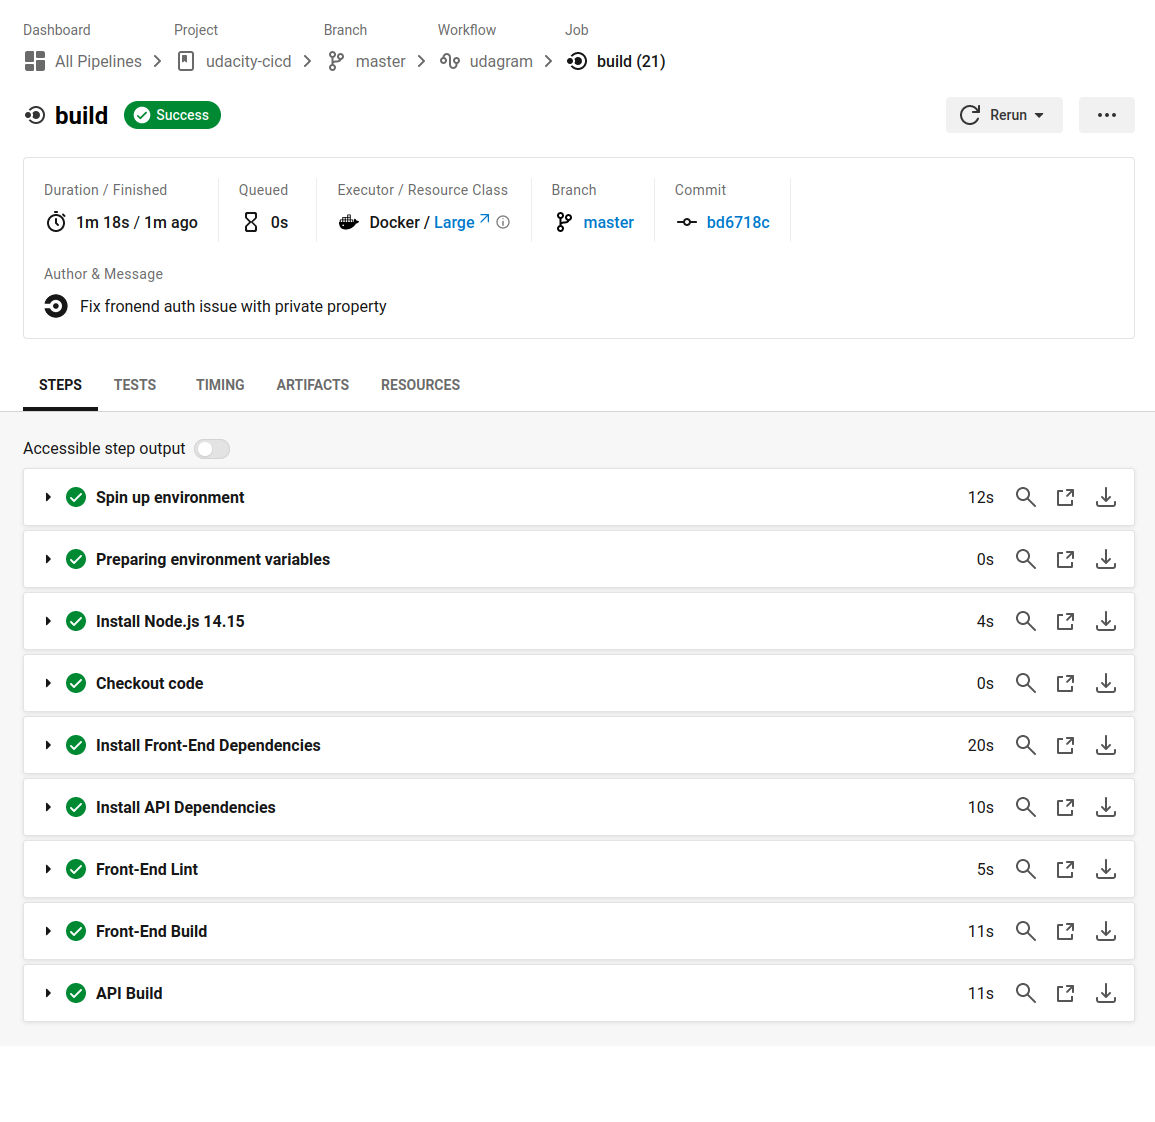 Dashboard Project Branch Workflow Job
All Pipelines udacity-cicd master udagram build (21)
build Success Rerun
Duration / Finished Queued Executor / Resource Class Branch Commit
1m 18s / 1m ago 0s Docker / Large master bd6718c
Author & Message
Fix fronend auth issue with private property
STEPS TESTS TIMING ARTIFACTS RESOURCES
Accessible step output
Spin up environment 12s
Preparing environment variables 0s
Install Node.js 14.15 4s
Checkout code 0s
Install Front-End Dependencies 20s
Install API Dependencies 10s
Front-End Lint 5s
Front-End Build 11s
API Build 11s